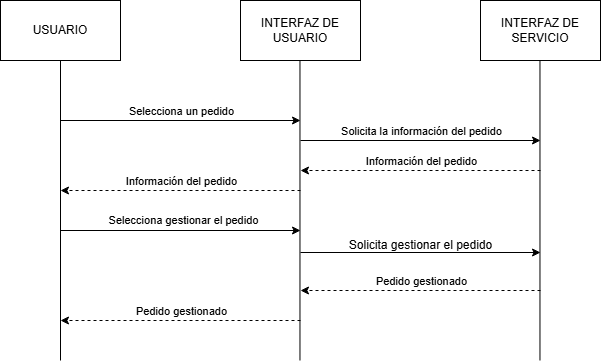 USUARIO
INTERFAZ DE
USUARIO
INTERFAZ DE
SERVICIO
Selecciona un pedido
Solicita la información del pedido
Información del pedido
Información del pedido
Selecciona gestionar el pedido
Solicita gestionar el pedido
Pedido gestionado
Pedido gestionado